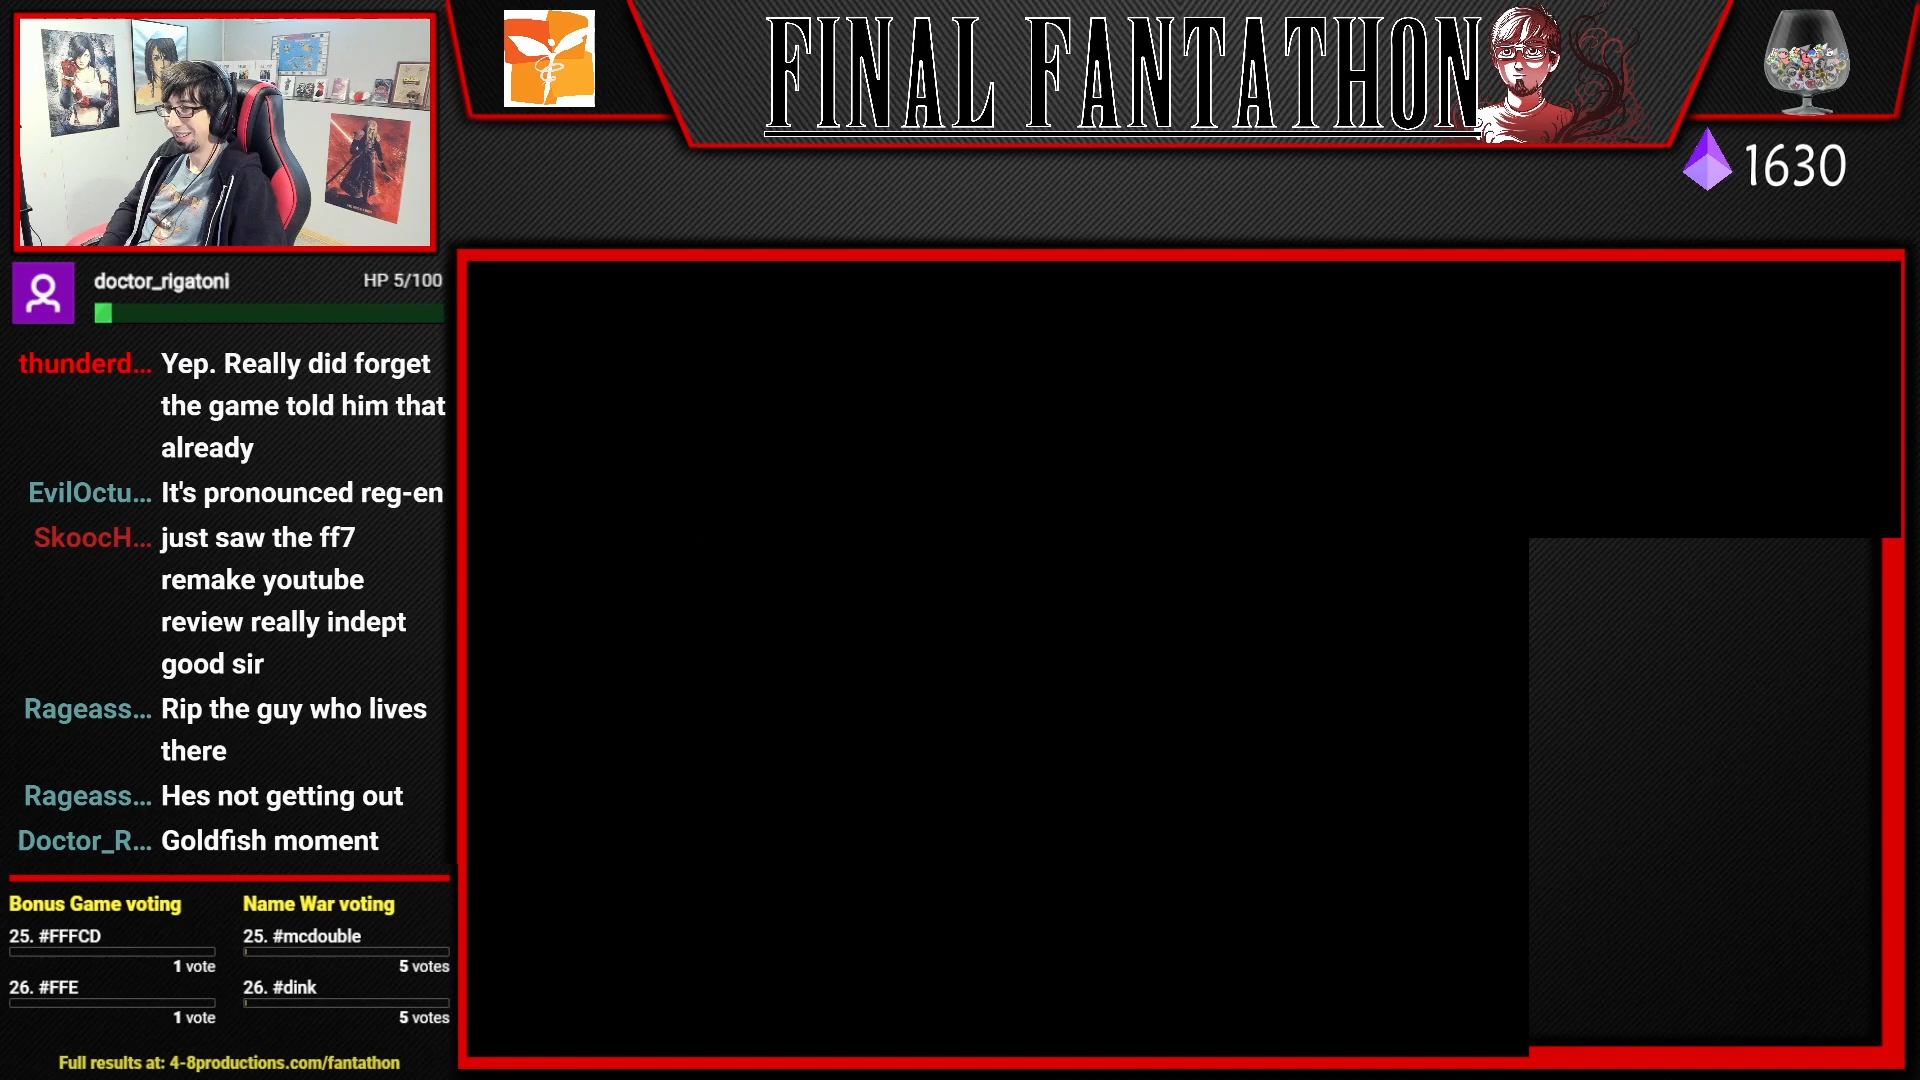 FINAL FANTATHON
1630
doctor_rigatoni HP 5/100
thunderd... Yep. Really did forget
the game told him that
already
EvilOctu... It's pronounced reg-en
SkoocH... just saw the ff7
remake youtube
review really indept
good sir
Rageass... Rip the guy who lives
there
Rageass... Hes not getting out
Doctor_R... Goldfish moment
Bonus Game voting
25. #FFFCD
1 vote
26. #FFE
1 vote
Name War voting
25. #mcdouble
5 votes
26. #dink
5 votes
Full results at: 4-8productions.com/fantathon